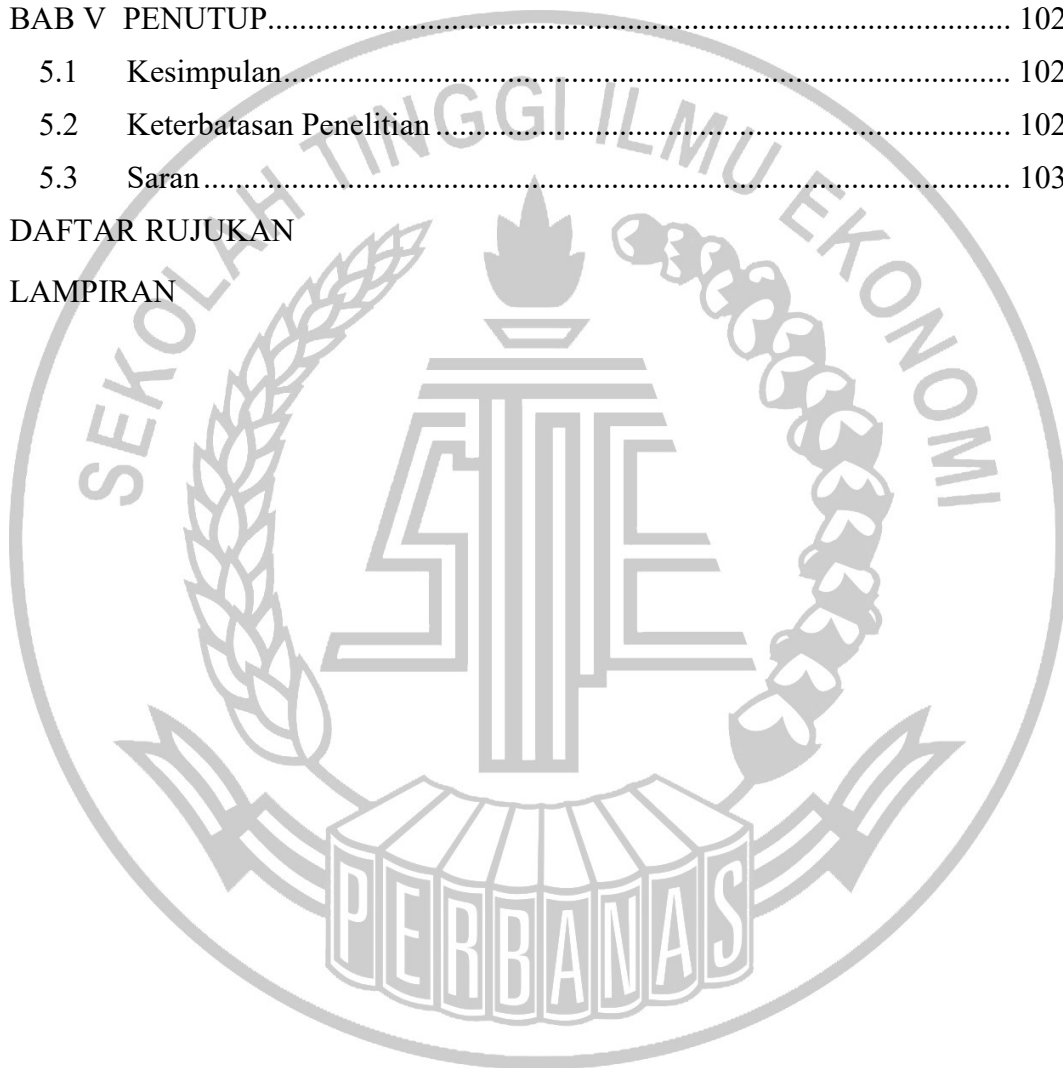 BAB V PENUTUP.......... 102
5.1 Kesimpulan.......... 102
5.2 Keterbatasan Penelitian.......... 102
5.3 Saran.......... 103
DAFTAR RUJUKAN
LAMPIRAN
SEKOLAH TINGGI ILMU EKONOMI
STIE
PERBANAS